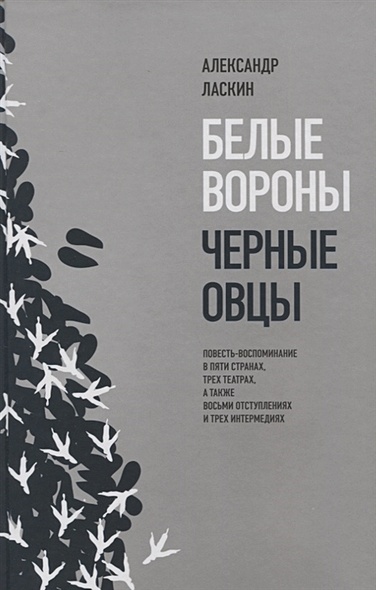 АЛЕКСАНДР
ЛАСКИН
БЕЛЫЕ
ВОРОНЫ
ЧЕРНЫЕ
ОВЦЫ
ПОВЕСТЬ-ВОСПОМИНАНИЕ
В ПЯТИ СТРАНАХ,
ТРЕХ ТЕАТРАХ,
А ТАКЖЕ
ВОСЬМИ ОТСТУПЛЕНИЯХ
И ТРЕХ ИНТЕРМЕДИЯХ